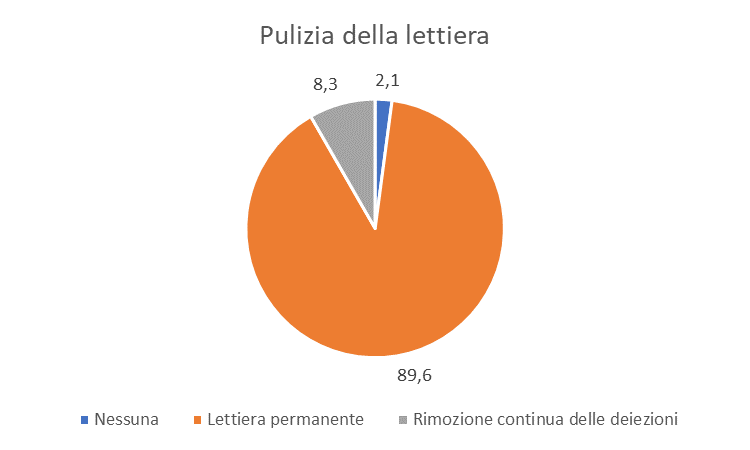 Pulizia della lettiera
8,3
2,1
89,6
Nessuna
Lettiera permanente
Rimozione continua delle deiezioni